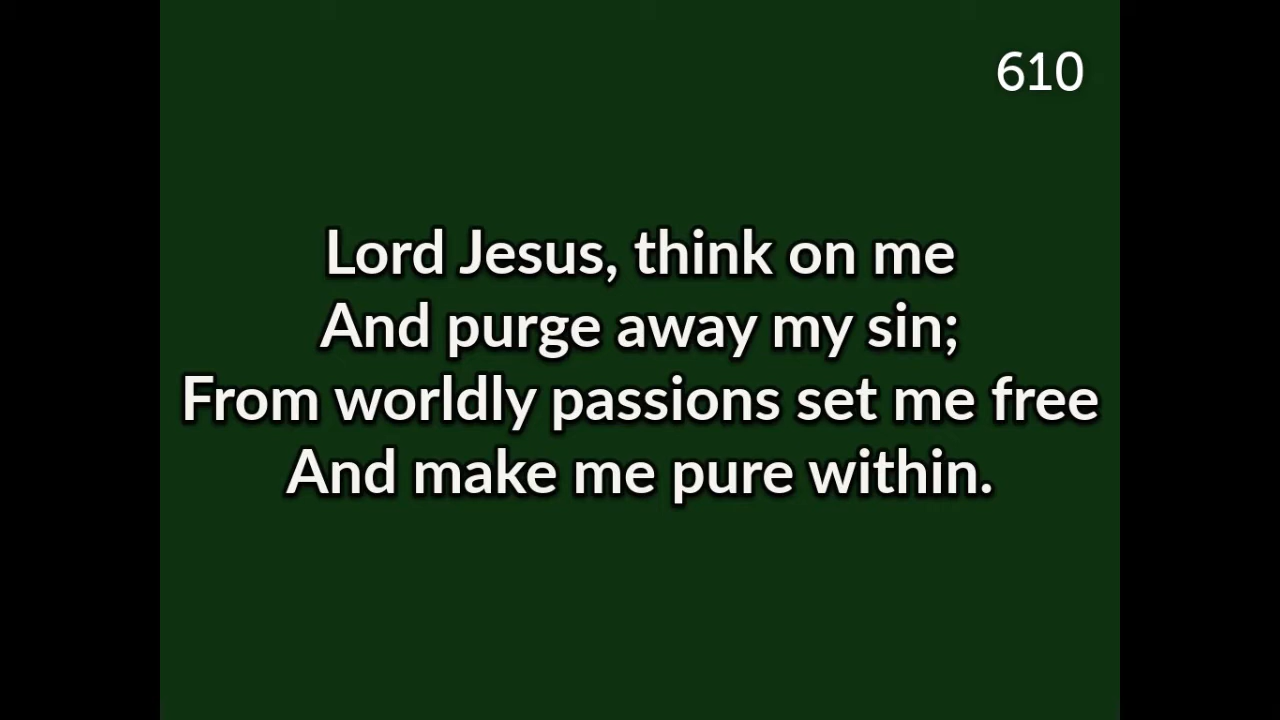 610
Lord Jesus, think on me
And purge away my sin;
From worldly passions set me free
And make me pure within.